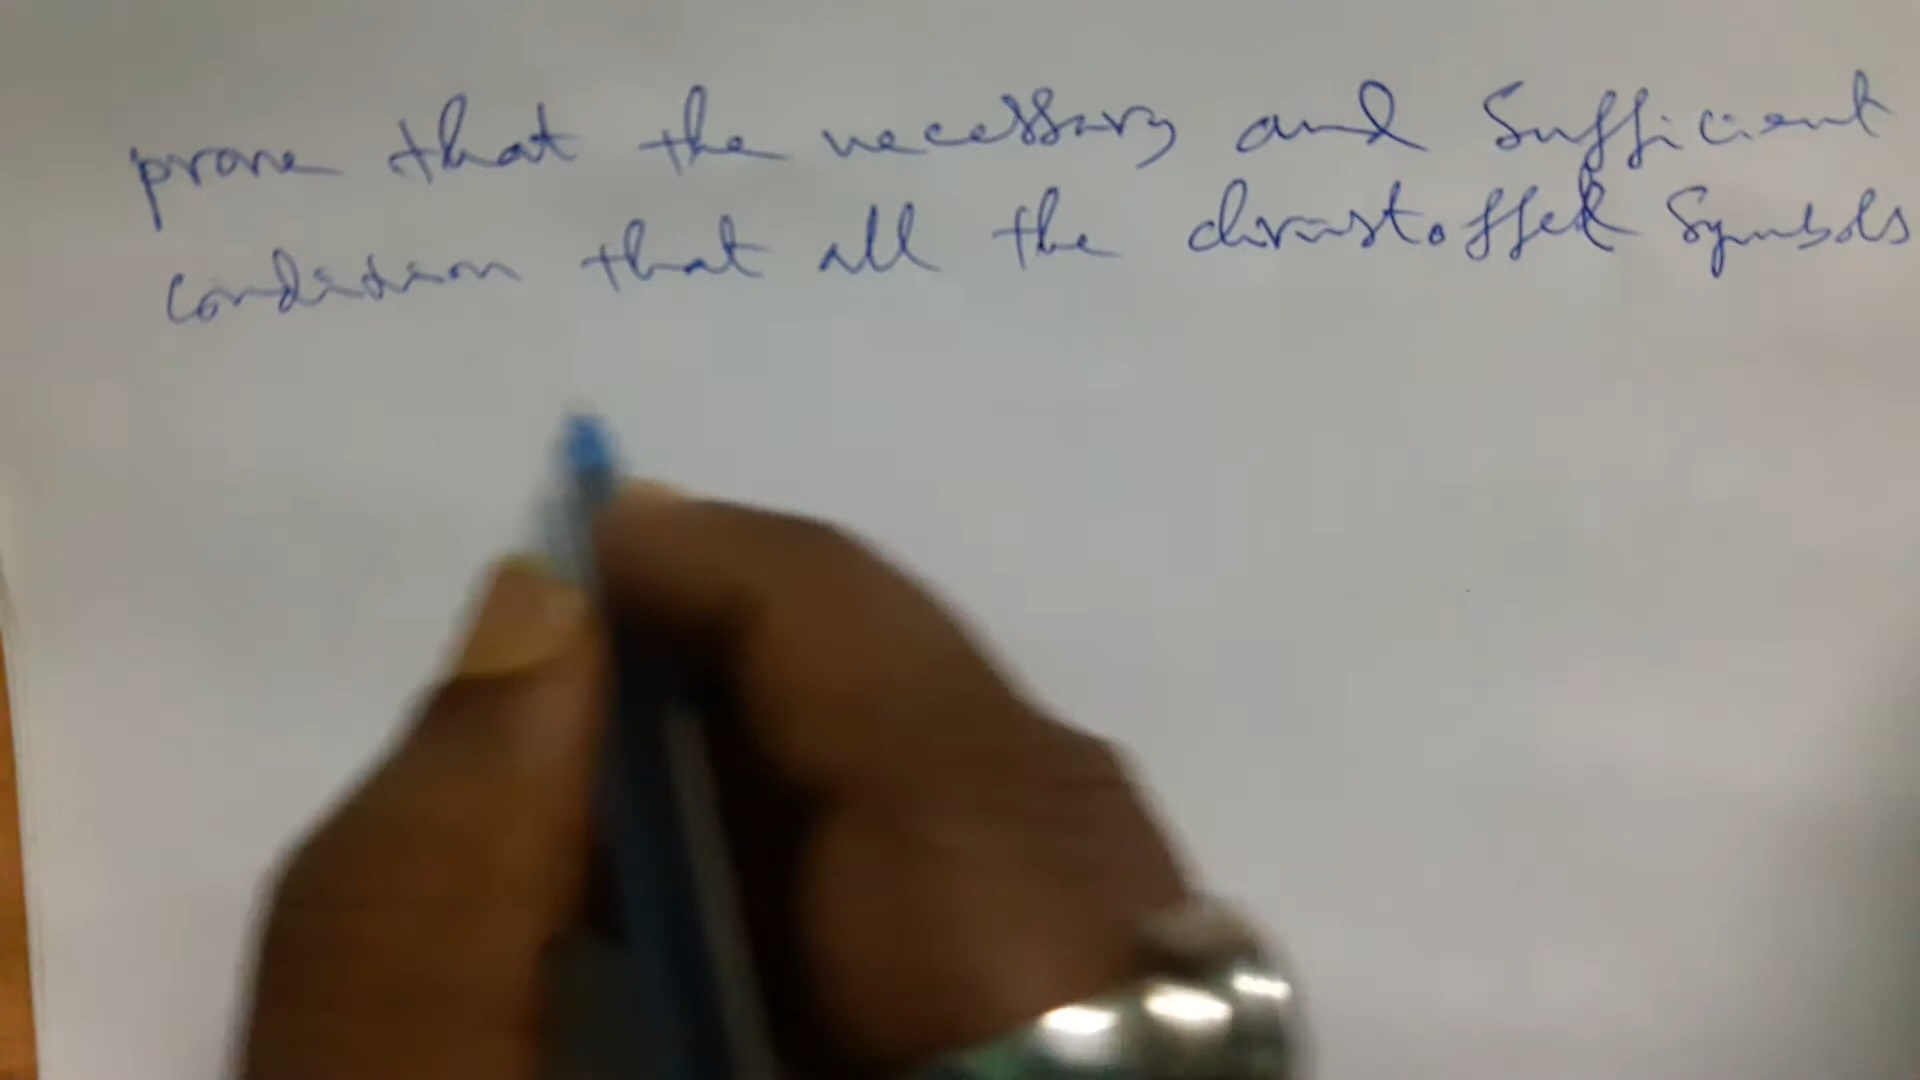 prove that the necessary and Sufficient
condition that all the christoffel Symbols